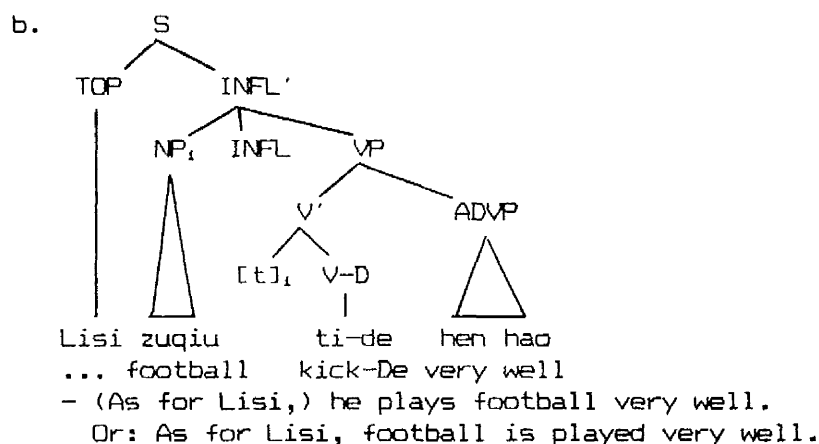 b. S
TOP INFL'
NPᵢ INFL VP
V' ADVP
[t]ᵢ V-D
Lisi zuqiu ti-de hen hao
... football kick-De very well
- (As for Lisi,) he plays football very well.
Or: As for Lisi, football is played very well.